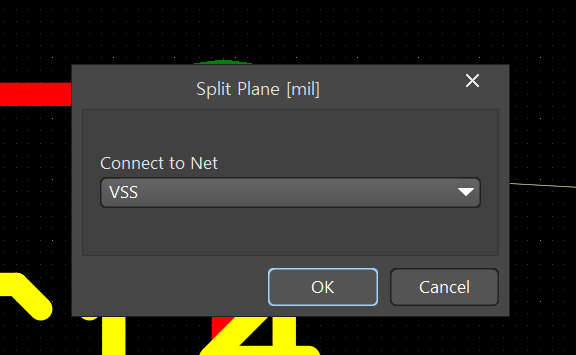 Split Plane [mil]
Connect to Net
VSS
OK
Cancel